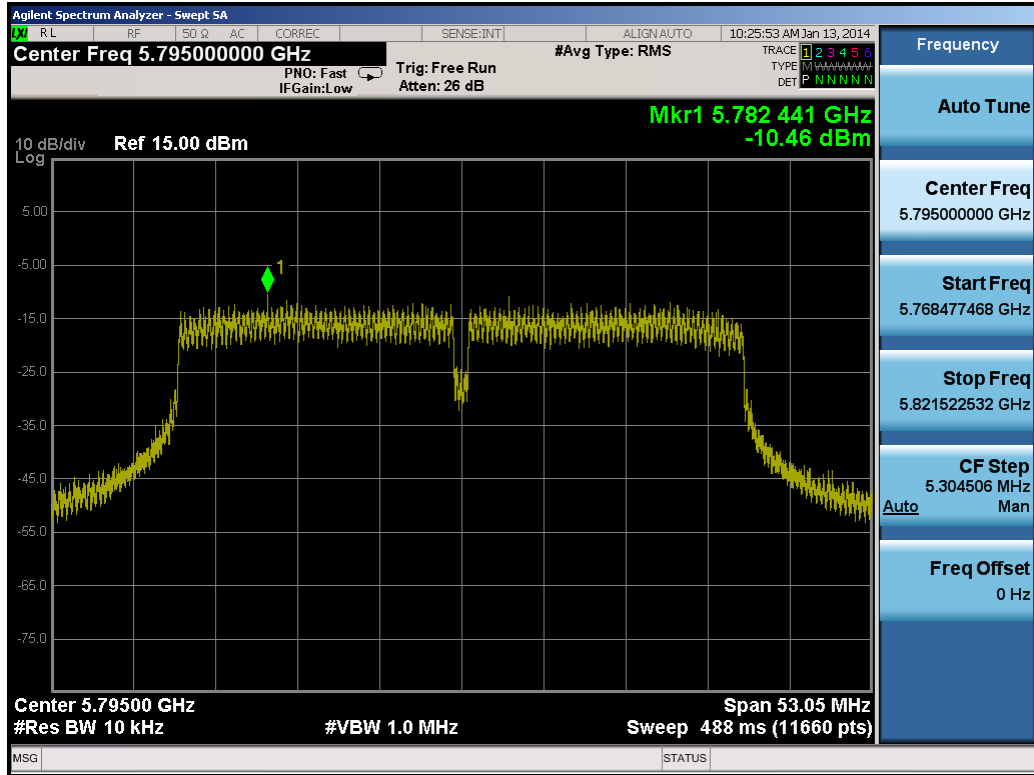 Agilent Spectrum Analyzer - Swept SA
LXI RL RF 50 Ω AC CORREC SENSE:INT ALIGN AUTO 10:25:53 AM Jan 13, 2014
Center Freq 5.795000000 GHz
PNO: Fast
IFGain:Low
Trig: Free Run
Atten: 26 dB
#Avg Type: RMS
TRACE 1 2 3 4 5 6
TYPE M WWWWW
DET P N N N N N
Mkr1 5.782 441 GHz
-10.46 dBm
10 dB/div Ref 15.00 dBm
Log
5.00
-5.00
-15.0
-25.0
-35.0
-45.0
-55.0
-65.0
-75.0
1
Center 5.79500 GHz Span 53.05 MHz
#Res BW 10 kHz #VBW 1.0 MHz Sweep 488 ms (11660 pts)
MSG STATUS
Frequency
Auto Tune
Center Freq
5.795000000 GHz
Start Freq
5.768477468 GHz
Stop Freq
5.821522532 GHz
CF Step
5.304506 MHz
Auto Man
Freq Offset
0 Hz